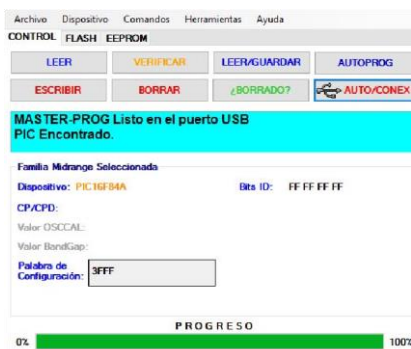 Archivo Dispositivo Comandos Herramientas Ayuda
CONTROL FLASH EEPROM
LEER VERIFICAR LEER/GUARDAR AUTOPROG
ESCRIBIR BORRAR ¿BORRADO? AUTO/CONEX
MASTER-PROG Listo en el puerto USB
PIC Encontrado.
Familia Midrange Seleccionada
Dispositivo: PIC16F84A Bits ID: FF FF FF FF
CP/CPD:
Valor OSCCAL:
Valor BandGap:
Palabra de
Configuración: 3FFF
PROGRESO
0% 100%